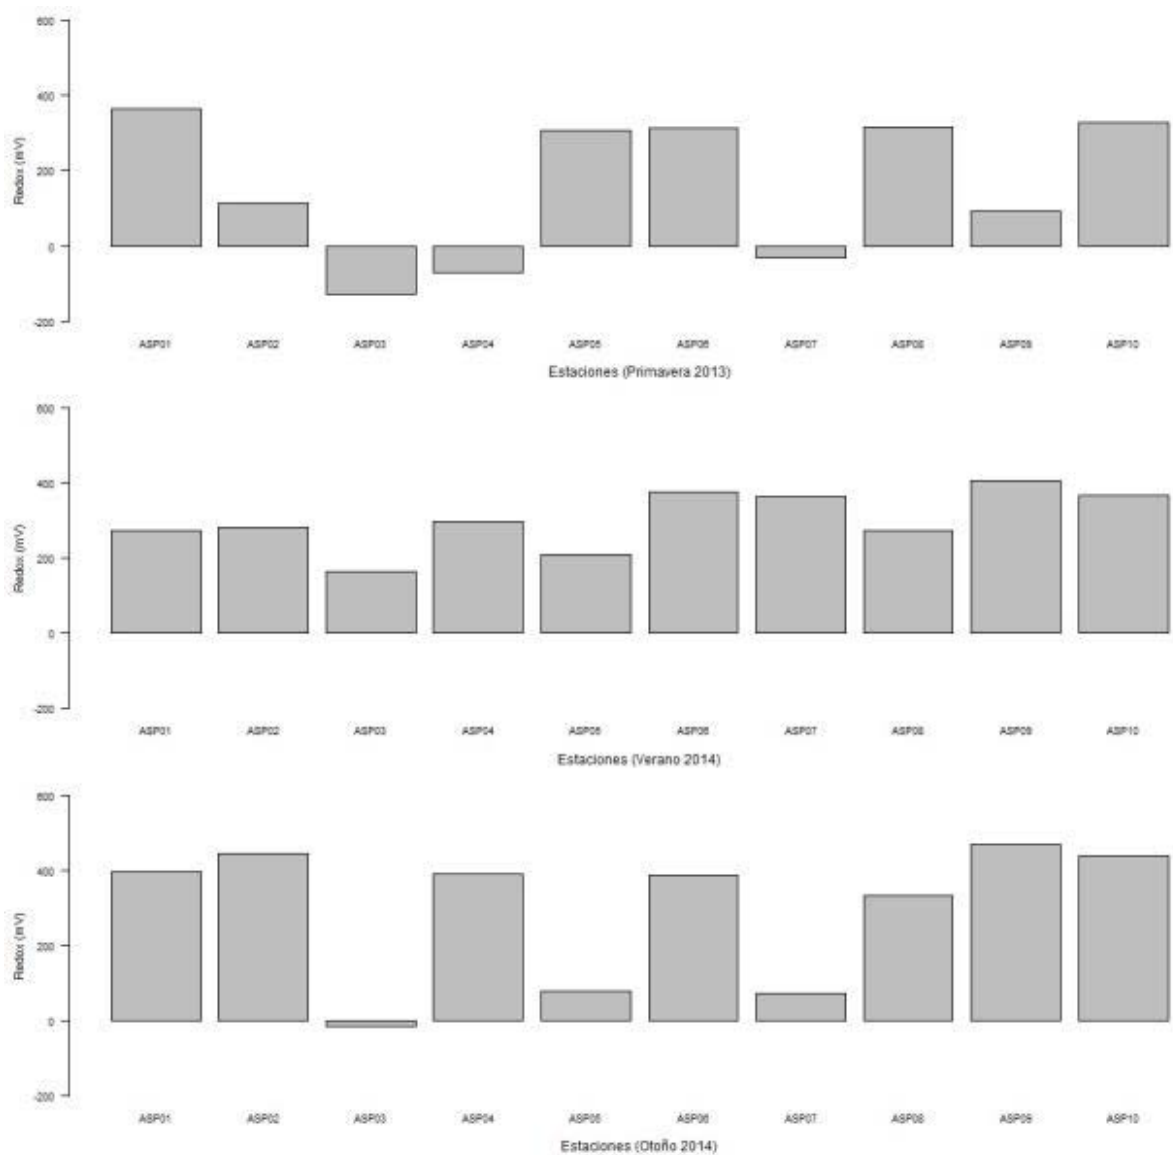 600
400
200
0
-200
Redox (mV)
ASP01 ASP02 ASP03 ASP04 ASP05 ASP06 ASP07 ASP08 ASP09 ASP10
Estaciones (Primavera 2013)
600
400
200
0
-200
Redox (mV)
ASP01 ASP02 ASP03 ASP04 ASP05 ASP06 ASP07 ASP08 ASP09 ASP10
Estaciones (Verano 2014)
600
400
200
0
-200
Redox (mV)
ASP01 ASP02 ASP03 ASP04 ASP05 ASP06 ASP07 ASP08 ASP09 ASP10
Estaciones (Otoño 2014)